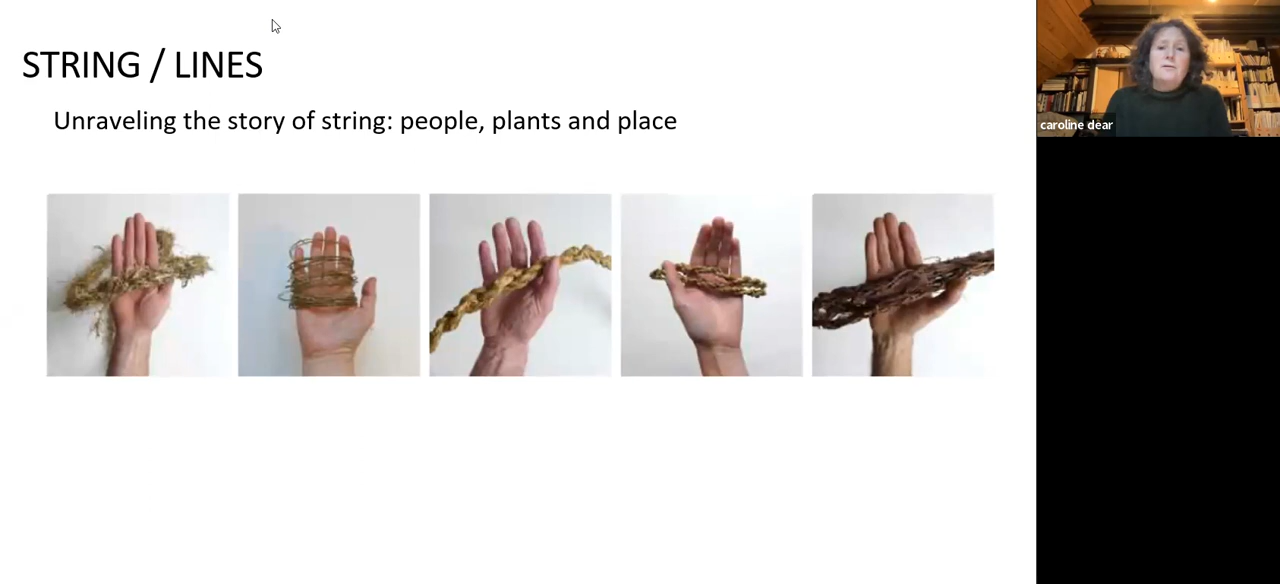 STRING / LINES
Unraveling the story of string: people, plants and place
caroline dear